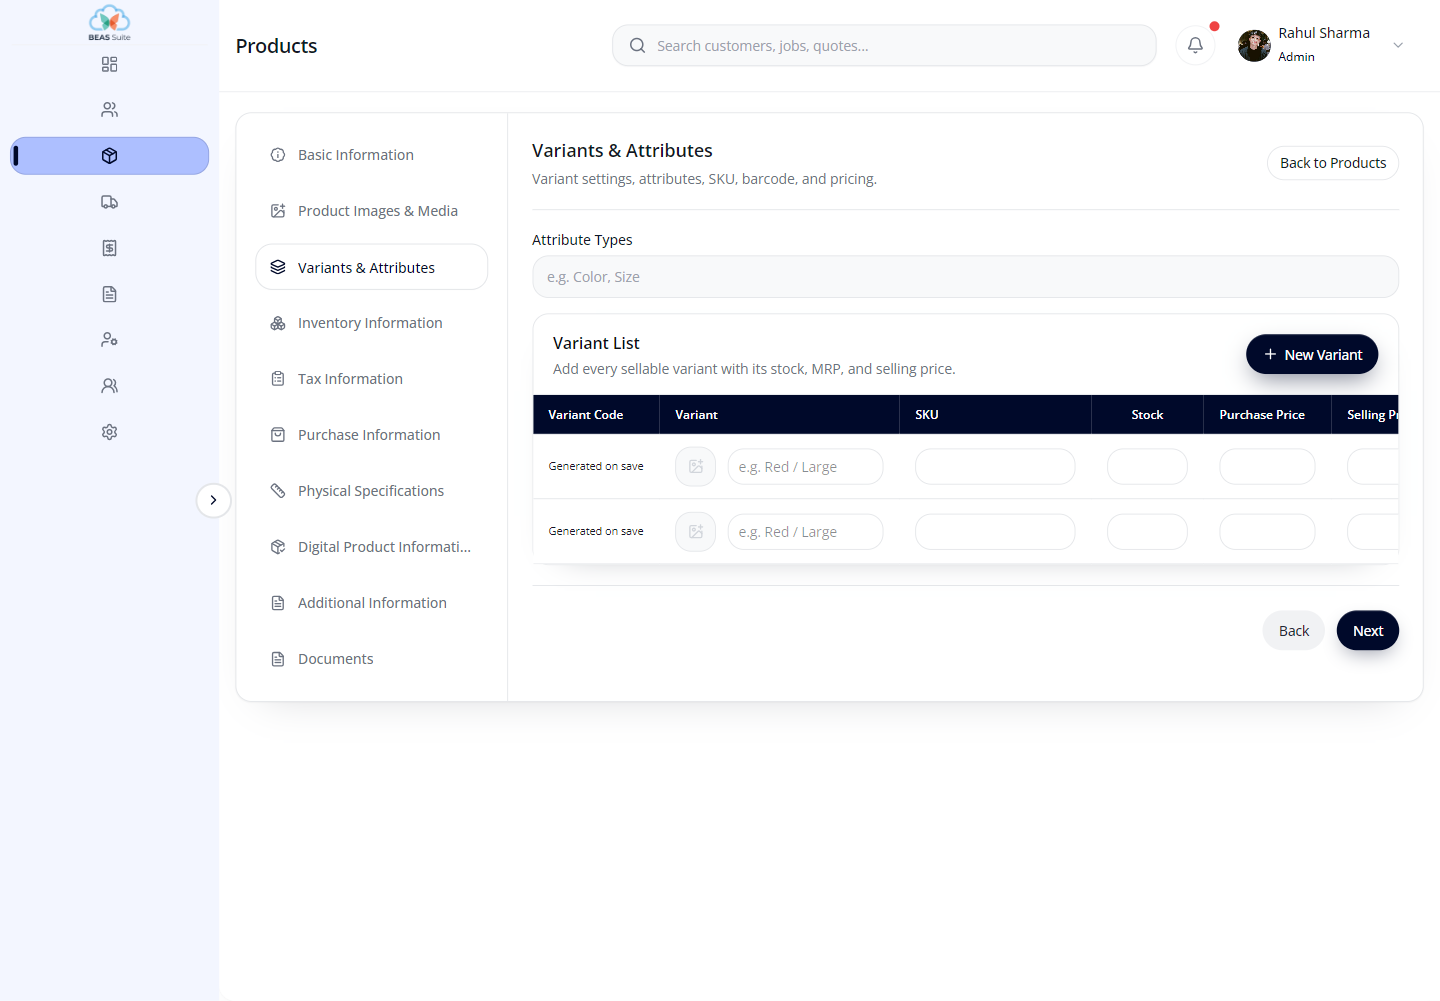 BEAS Suite
Products
Search customers, jobs, quotes...
Rahul Sharma
Admin
Basic Information
Product Images & Media
Variants & Attributes
Inventory Information
Tax Information
Purchase Information
Physical Specifications
Digital Product Informati...
Additional Information
Documents
Variants & Attributes
Variant settings, attributes, SKU, barcode, and pricing.
Back to Products
Attribute Types
e.g. Color, Size
Variant List
Add every sellable variant with its stock, MRP, and selling price.
New Variant
Variant Code Variant SKU Stock Purchase Price Selling Pr
Generated on save e.g. Red / Large
Generated on save e.g. Red / Large
Back Next